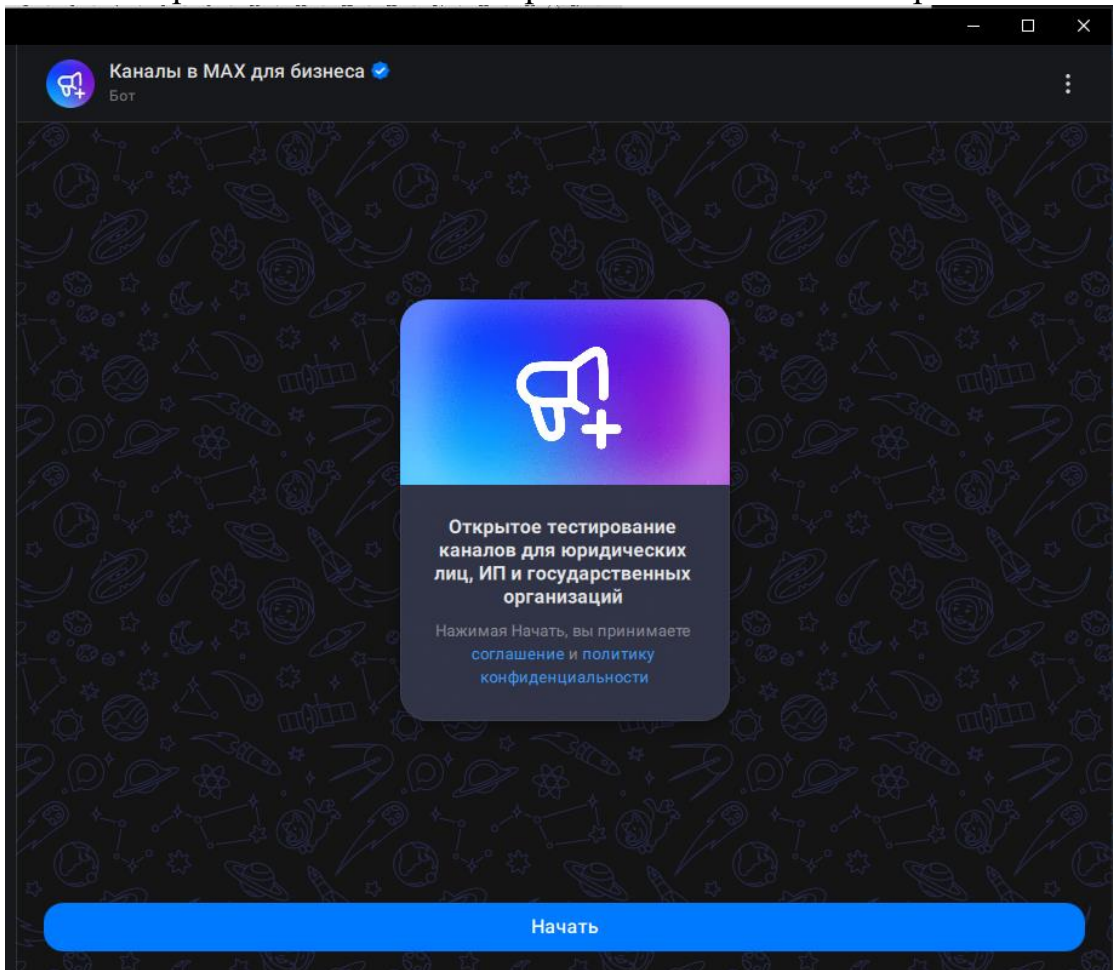 Каналы в MAX для бизнеса
Бот
Открытое тестирование
каналов для юридических
лиц, ИП и государственных
организаций
Нажимая Начать, вы принимаете
соглашение и политику
конфиденциальности
Начать